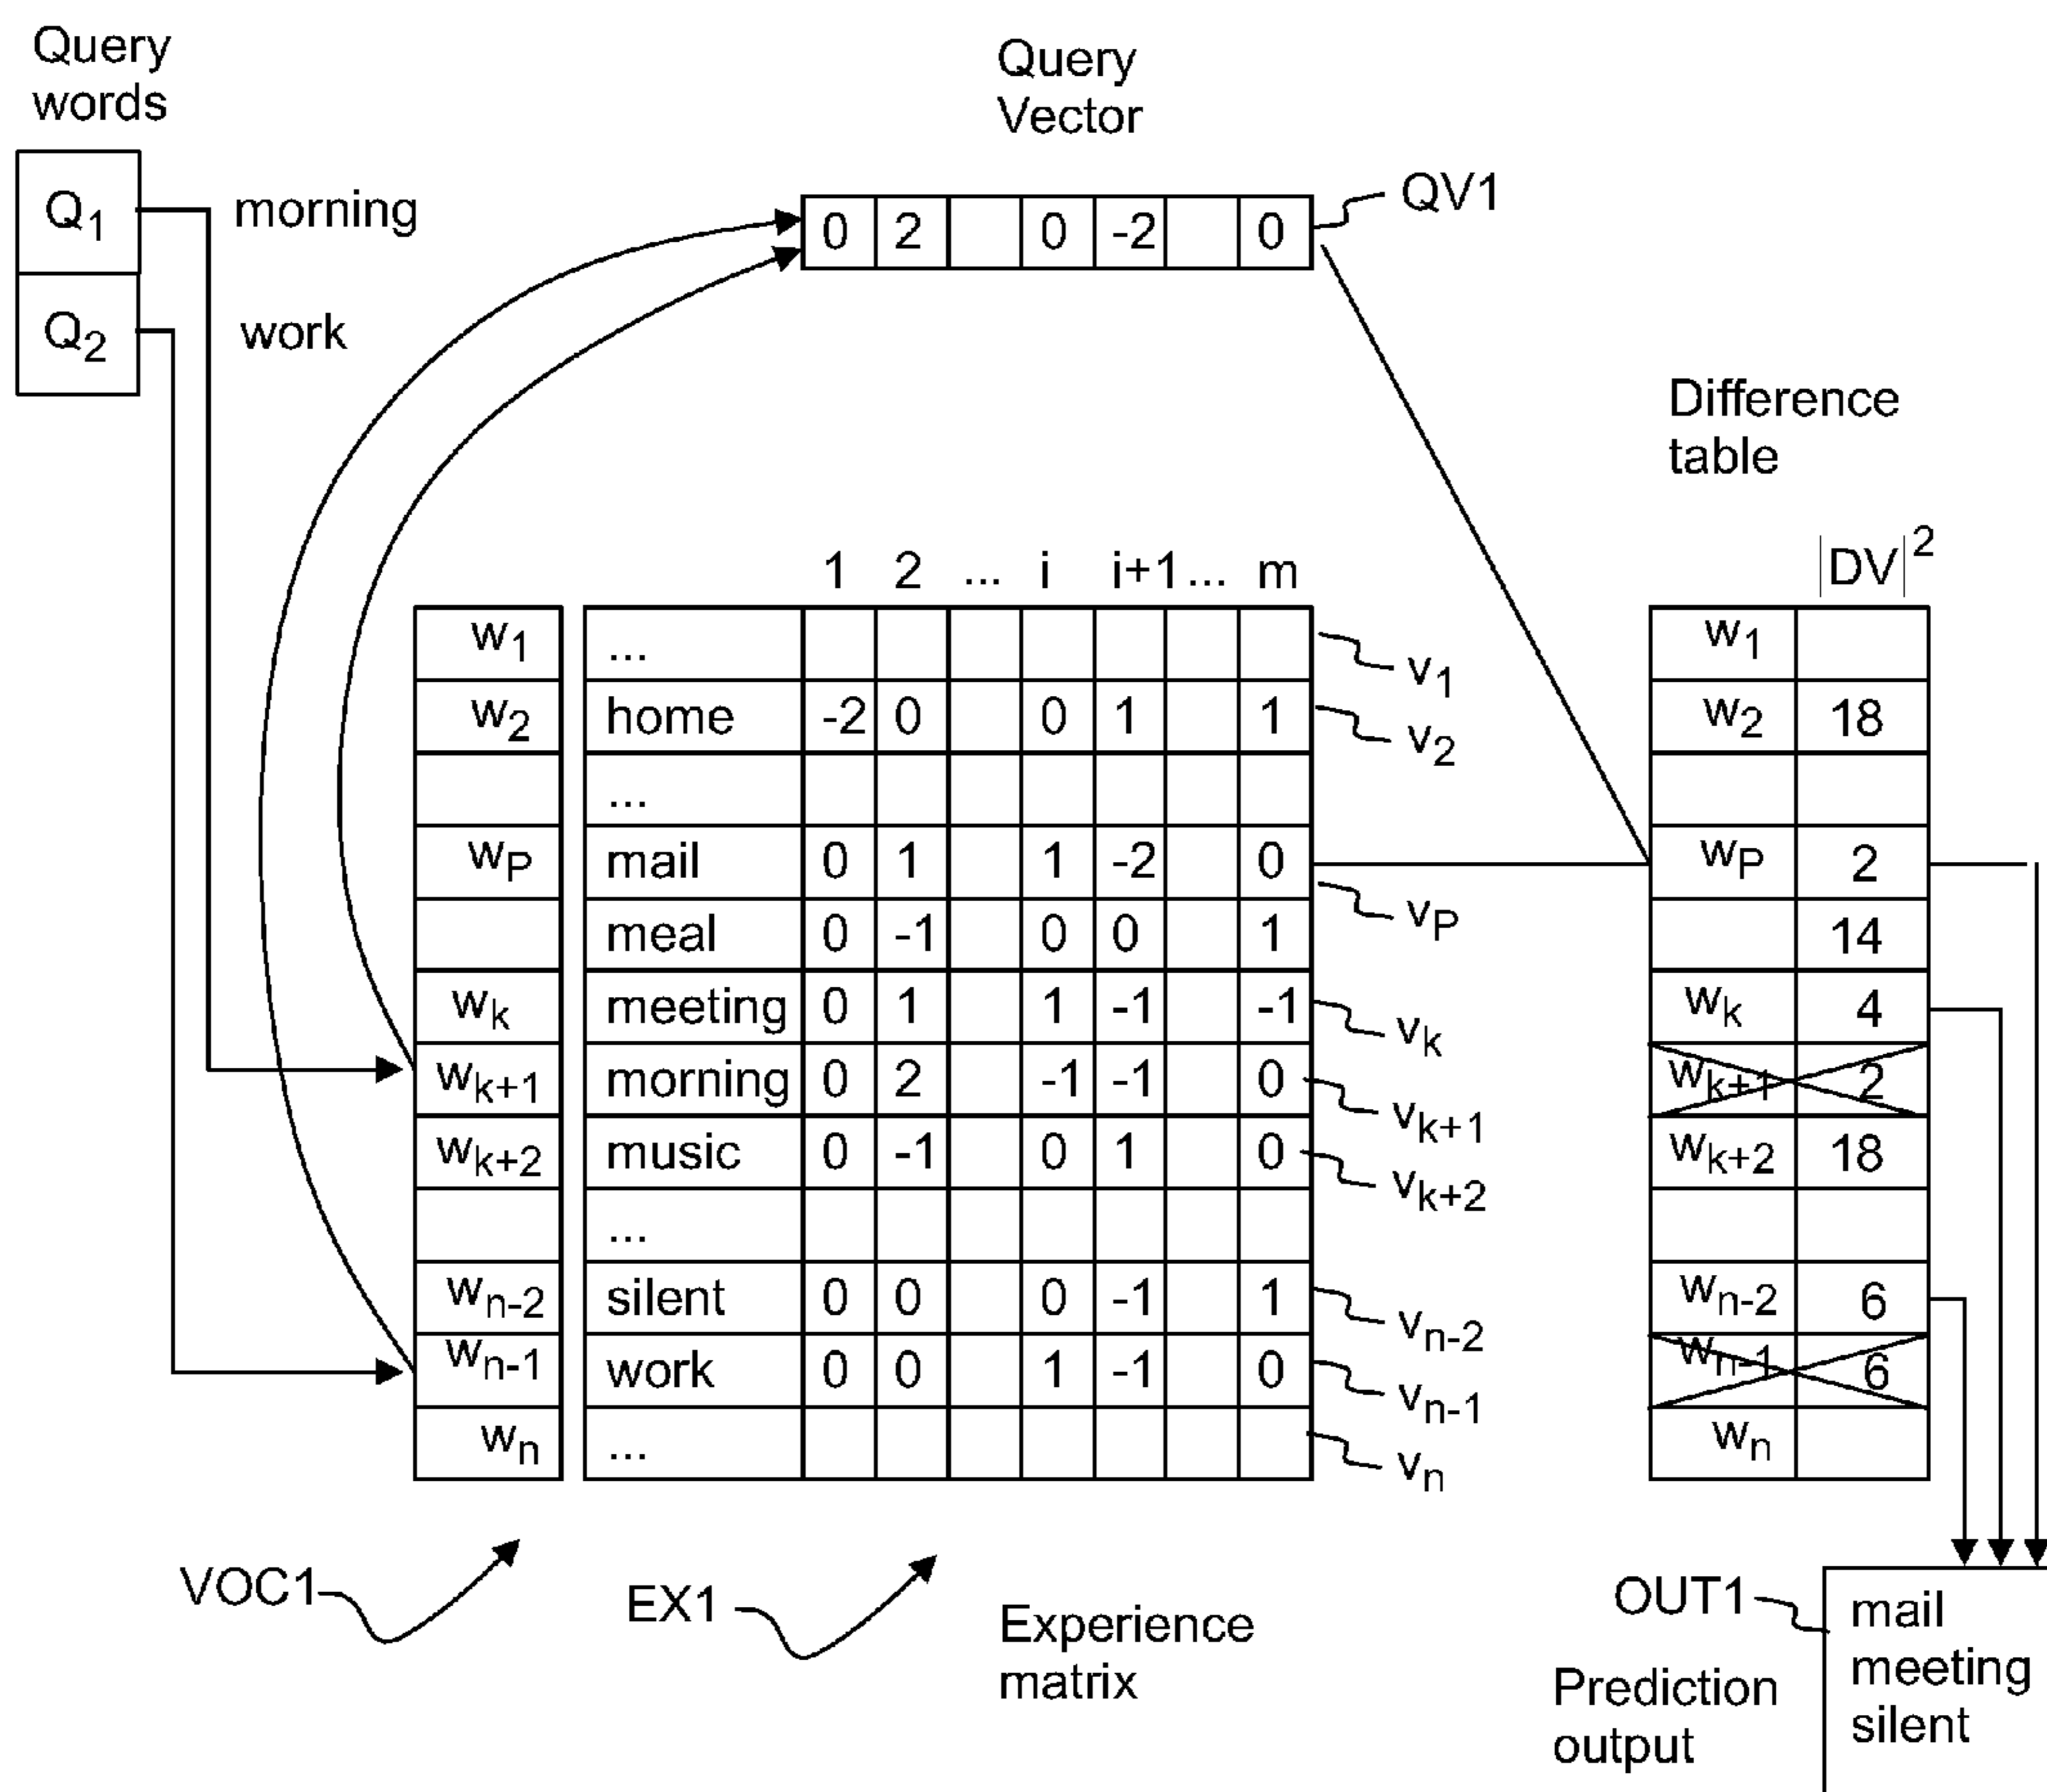 Query
words
Query
Vector
Q1 morning
QV1
0 2 0 -2 0
Q2 work
Difference
table
|DV|2
1 2 ... i i+1 ... m
w1 ... v1 w1
w2 home -2 0 0 1 1 v2 w2 18
...
wP mail 0 1 1 -2 0 vP wP 2
meal 0 -1 0 0 1 14
wk meeting 0 1 1 -1 -1 vk wk 4
wk+1 morning 0 2 -1 -1 0 vk+1 wk+1 2
wk+2 music 0 -1 0 1 0 vk+2 wk+2 18
...
wn-2 silent 0 0 0 -1 1 vn-2 wn-2 6
wn-1 work 0 0 1 -1 0 vn-1 wn-1 6
wn ... vn wn
VOC1
EX1
Experience
matrix
OUT1
Prediction
output
mail
meeting
silent